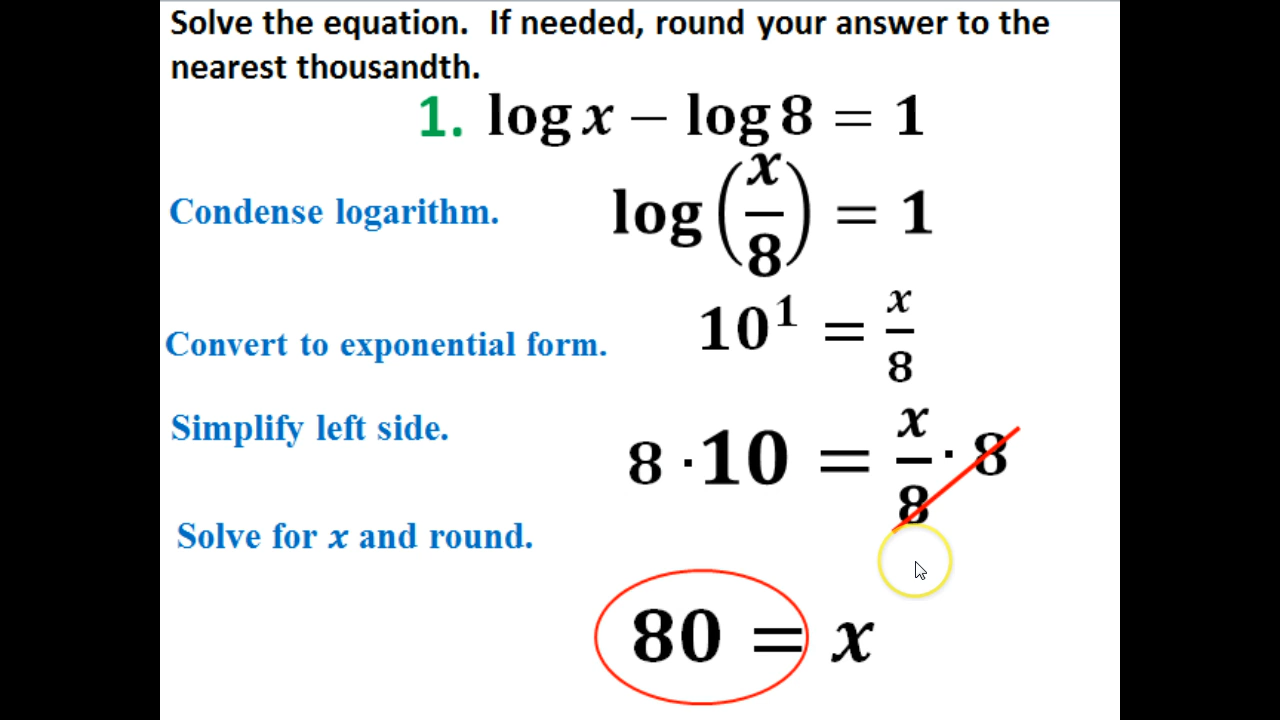 Solve the equation. If needed, round your answer to the
nearest thousandth.
1. log x − log 8 = 1
Condense logarithm. log(x/8) = 1
Convert to exponential form. 10¹ = x/8
Simplify left side. 8 · 10 = x/8 · 8
Solve for x and round.
80 = x